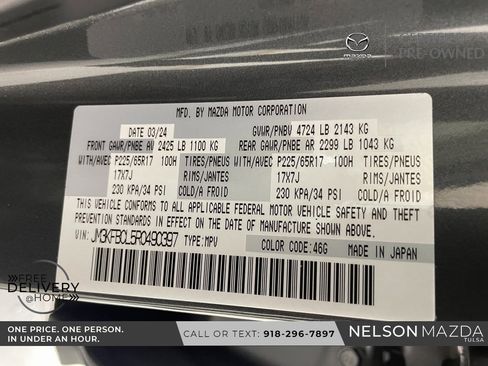 CERTIFIED
PRE-OWNED
mazda
MFD. BY MAZDA MOTOR CORPORATION
DATE 03/24
GVWR/PNBV 4724 LB 2143 KG
FRONT GAWR/PNBE AV 2425 LB 1100 KG
REAR GAWR/PNBE AR 2299 LB 1043 KG
WITH/AVEC P225/65R17 100H TIRES/PNEUS
WITH/AVEC P225/65R17 100H TIRES/PNEUS
17X7J RIMS/JANTES
17X7J RIMS/JANTES
230 KPA/34 PSI COLD/A FROID
230 KPA/34 PSI COLD/A FROID
THIS VEHICLE CONFORMS TO ALL APPLICABLE FEDERAL MOTOR VEHICLE SAFETY AND THEFT
PREVENTION STANDARDS IN EFFECT ON THE DATE OF MANUFACTURE SHOWN ABOVE.
VIN: JM3KFBCL5R0490397 TYPE: MPV
COLOR CODE: 46G
MADE IN JAPAN
FREE
DELIVERY
@HOME
ONE PRICE. ONE PERSON.
IN UNDER AN HOUR.
CALL OR TEXT: 918-296-7897
NELSON MAZDA
TULSA